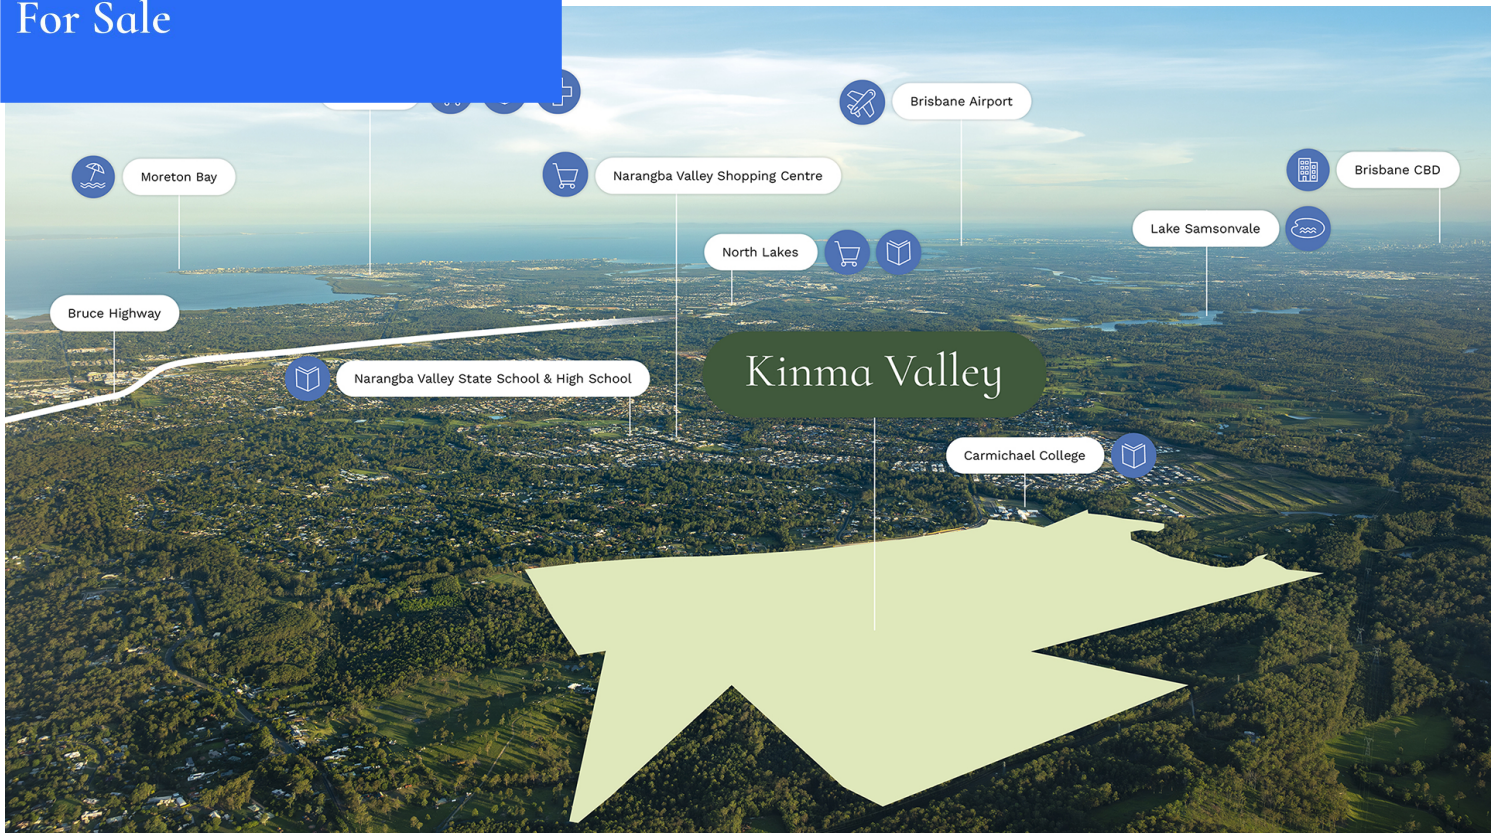 For Sale
Brisbane Airport
Moreton Bay
Narangba Valley Shopping Centre
Brisbane CBD
Lake Samsonvale
North Lakes
Bruce Highway
Kinma Valley
Narangba Valley State School & High School
Carmichael College